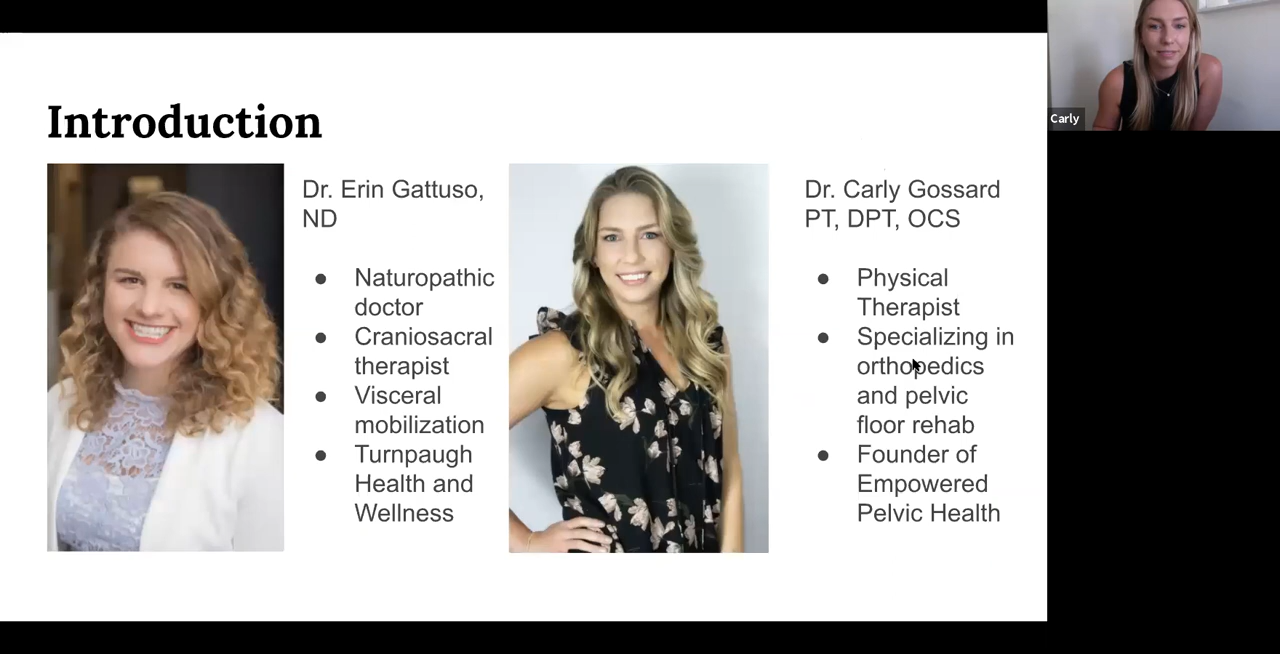 Introduction
Dr. Erin Gattuso,
ND
● Naturopathic
doctor
● Craniosacral
therapist
● Visceral
mobilization
● Turnpaugh
Health and
Wellness
Dr. Carly Gossard
PT, DPT, OCS
● Physical
Therapist
● Specializing in
orthopedics
and pelvic
floor rehab
● Founder of
Empowered
Pelvic Health
Carly